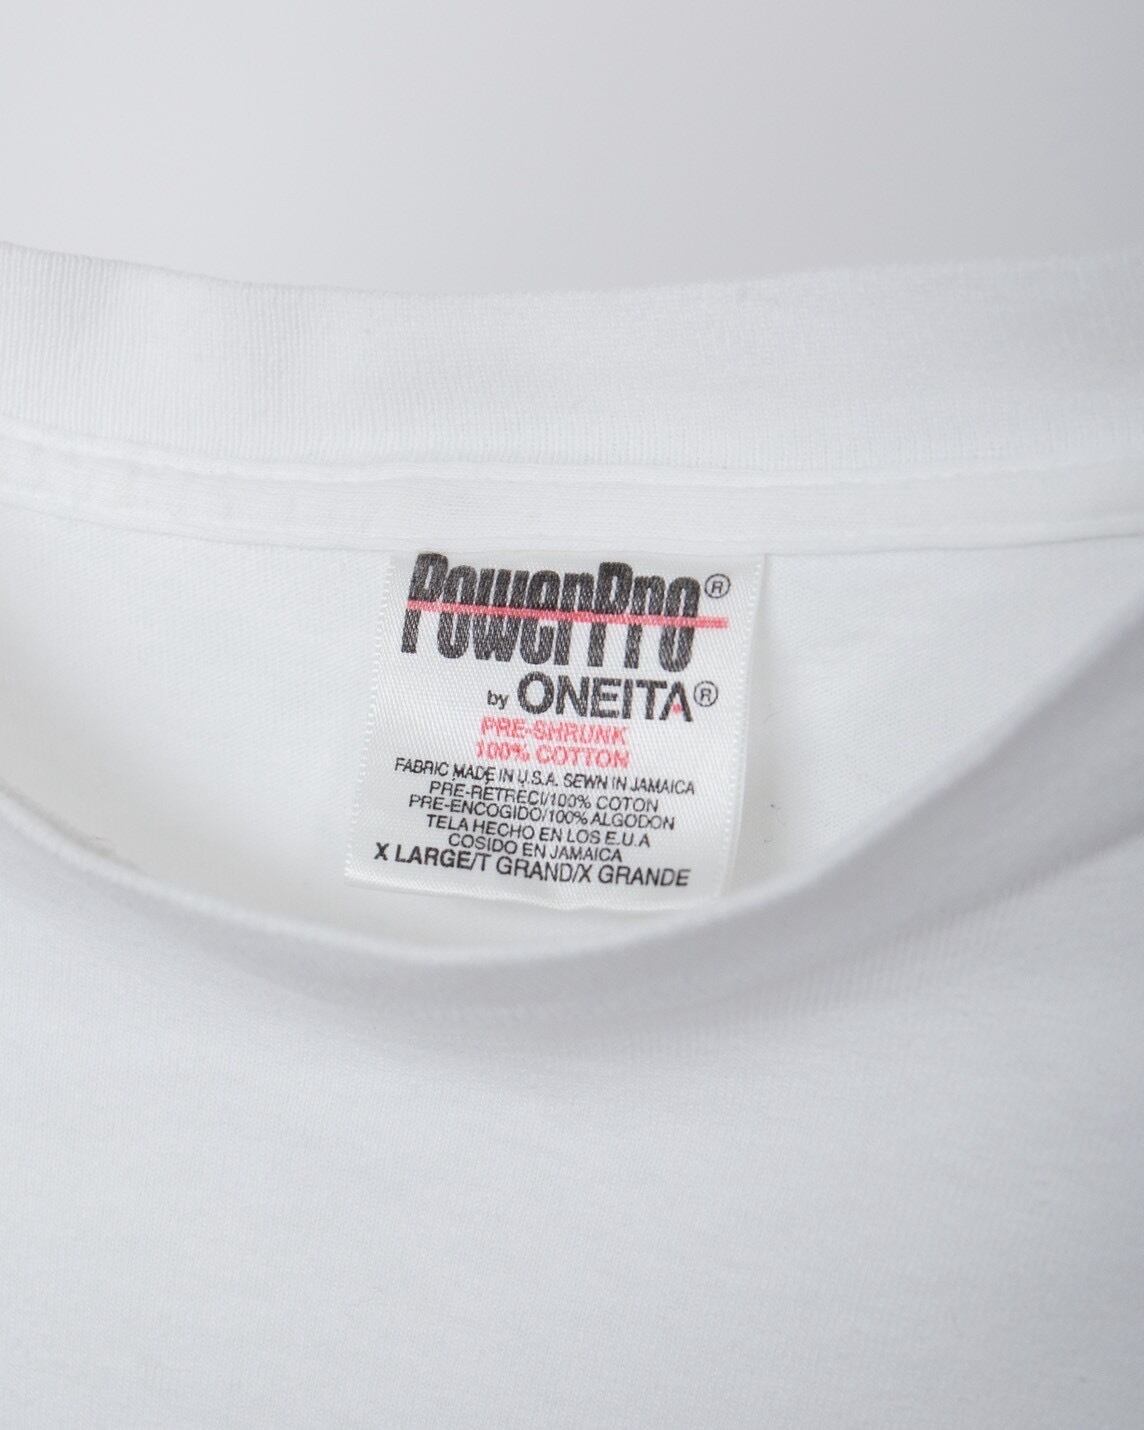 PowerPro®
by ONEITA®
PRE-SHRUNK
100% COTTON
FABRIC MADE IN U.S.A. SEWN IN JAMAICA
PRE-RÉTRECI/100% COTON
PRE-ENCOGIDO/100% ALGODON
TELA HECHO EN LOS E.U.A
COSIDO EN JAMAICA
X LARGE/T GRAND/X GRANDE